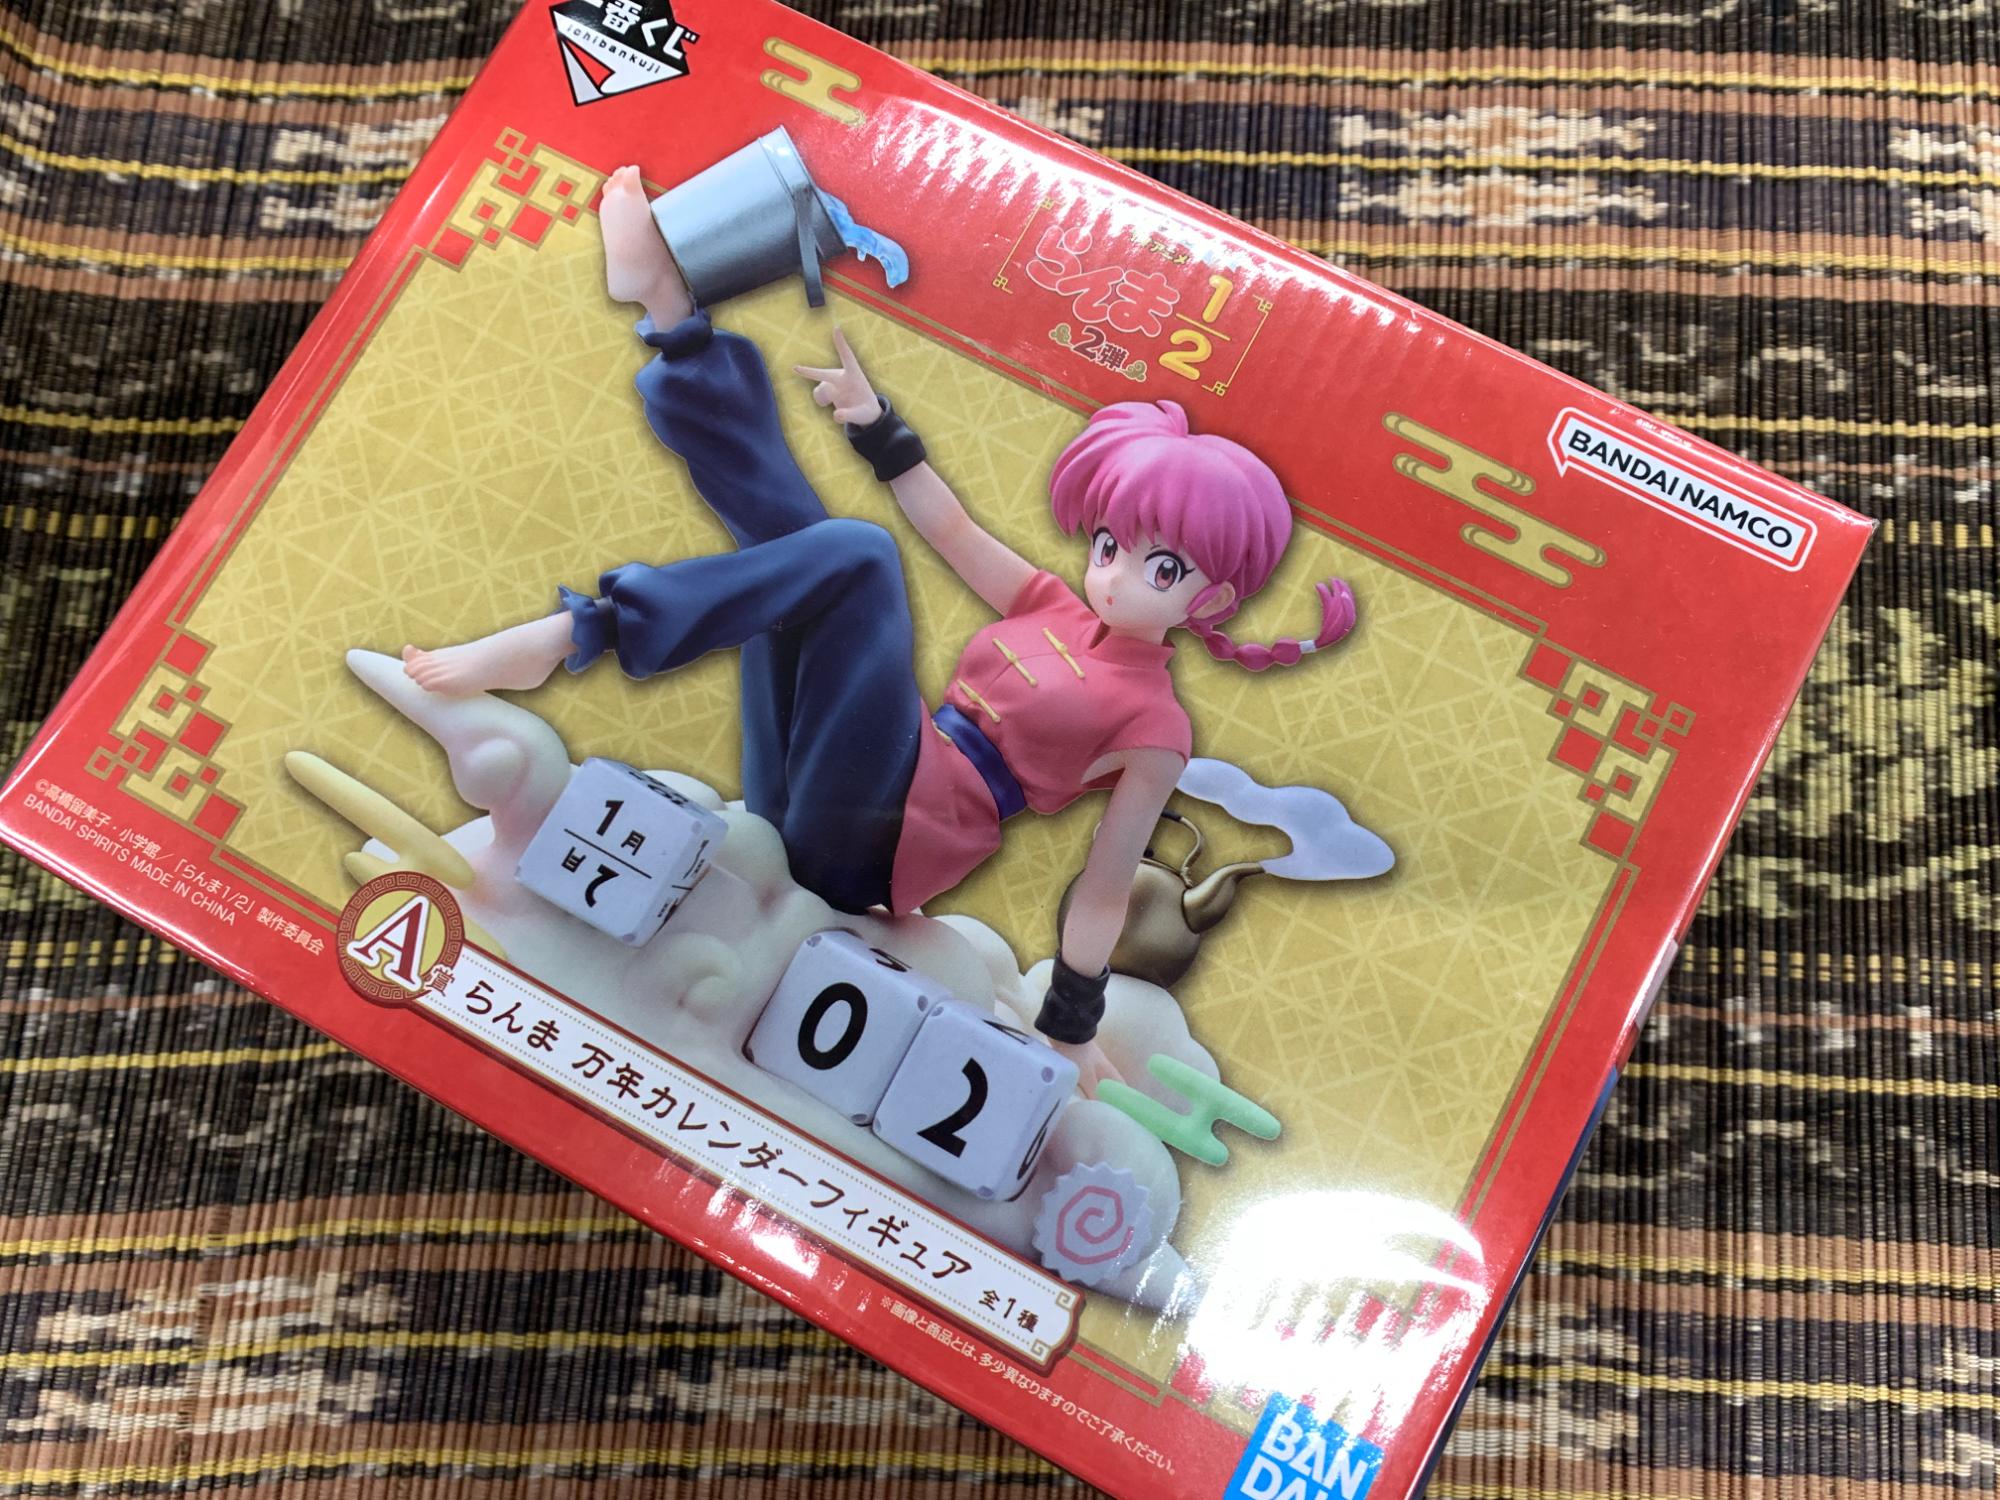 一番くじ
ichibankuji
アニメ
らんま1/2
2弾
BANDAI NAMCO
1月
7日
0
2
©高橋留美子・小学館／「らんま1/2」製作委員会
BANDAI SPIRITS MADE IN CHINA
A賞 らんま 万年カレンダーフィギュア 全1種
※画像と商品とは、多少異なりますのでご了承ください。
BAN
DAI